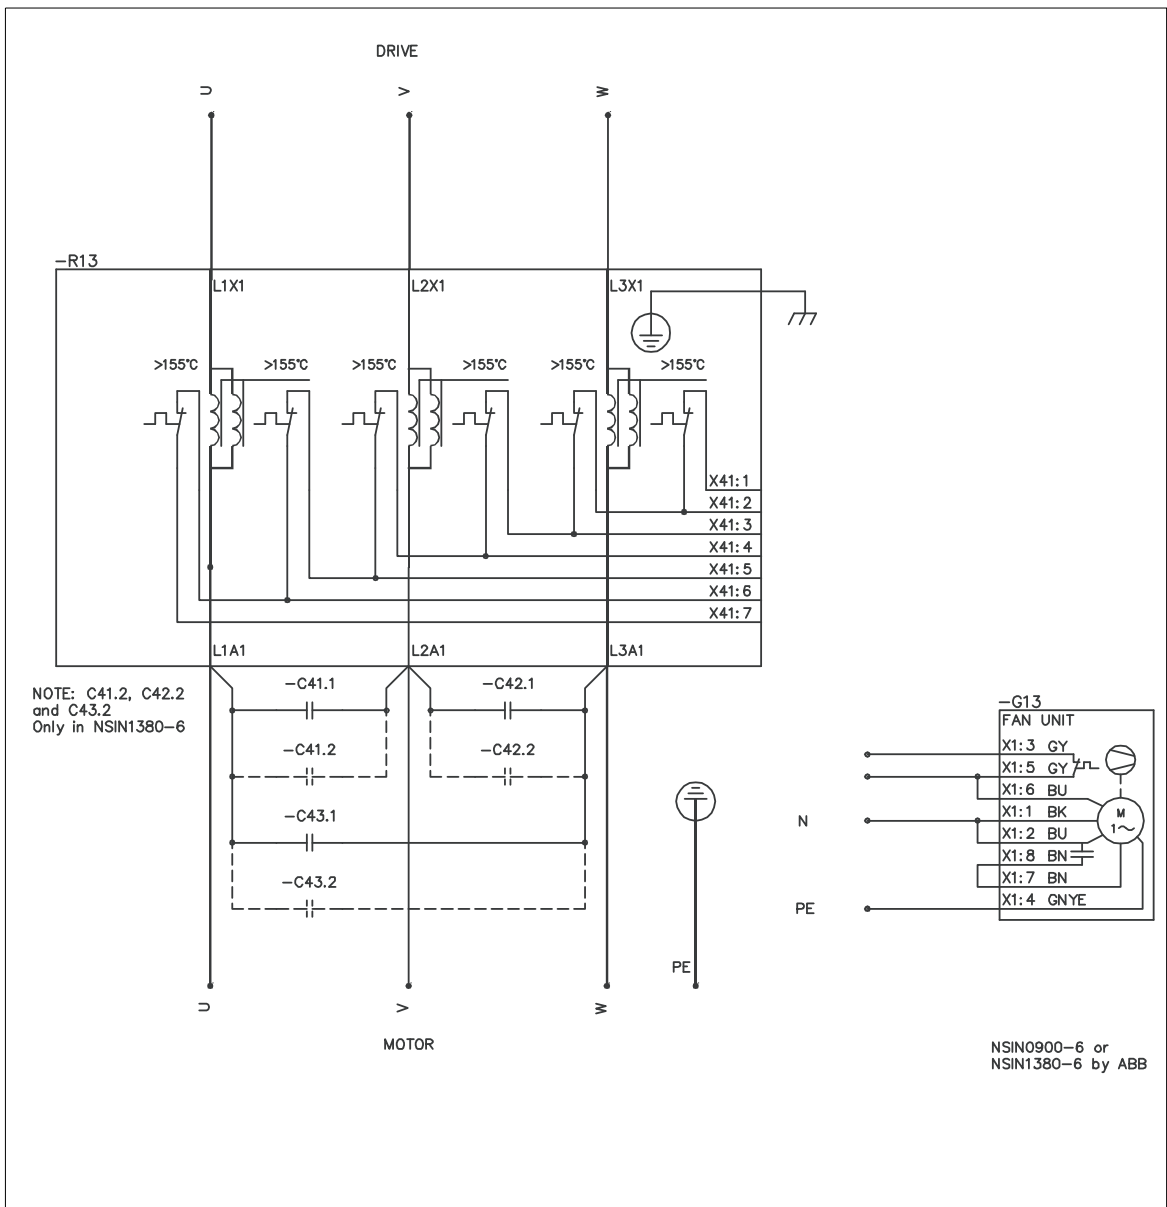 DRIVE
U
V
W
-R13
L1X1
L2X1
L3X1
>155°C
>155°C
>155°C
>155°C
>155°C
>155°C
X41:1
X41:2
X41:3
X41:4
X41:5
X41:6
X41:7
L1A1
L2A1
L3A1
NOTE: C41.2, C42.2
and C43.2
Only in NSIN1380-6
-C41.1
-C42.1
-C41.2
-C42.2
-C43.1
-C43.2
PE
U
V
W
MOTOR
N
PE
-G13
FAN UNIT
X1:3 GY
X1:5 GY
X1:6 BU
X1:1 BK
X1:2 BU
X1:8 BN
X1:7 BN
X1:4 GNYE
M
1~
NSIN0900-6 or
NSIN1380-6 by ABB